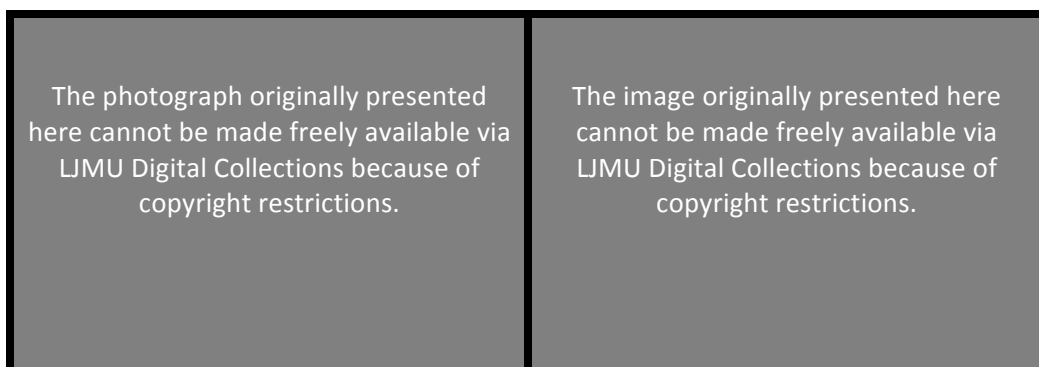 The photograph originally presented
here cannot be made freely available via
LJMU Digital Collections because of
copyright restrictions.
The image originally presented here
cannot be made freely available via
LJMU Digital Collections because of
copyright restrictions.